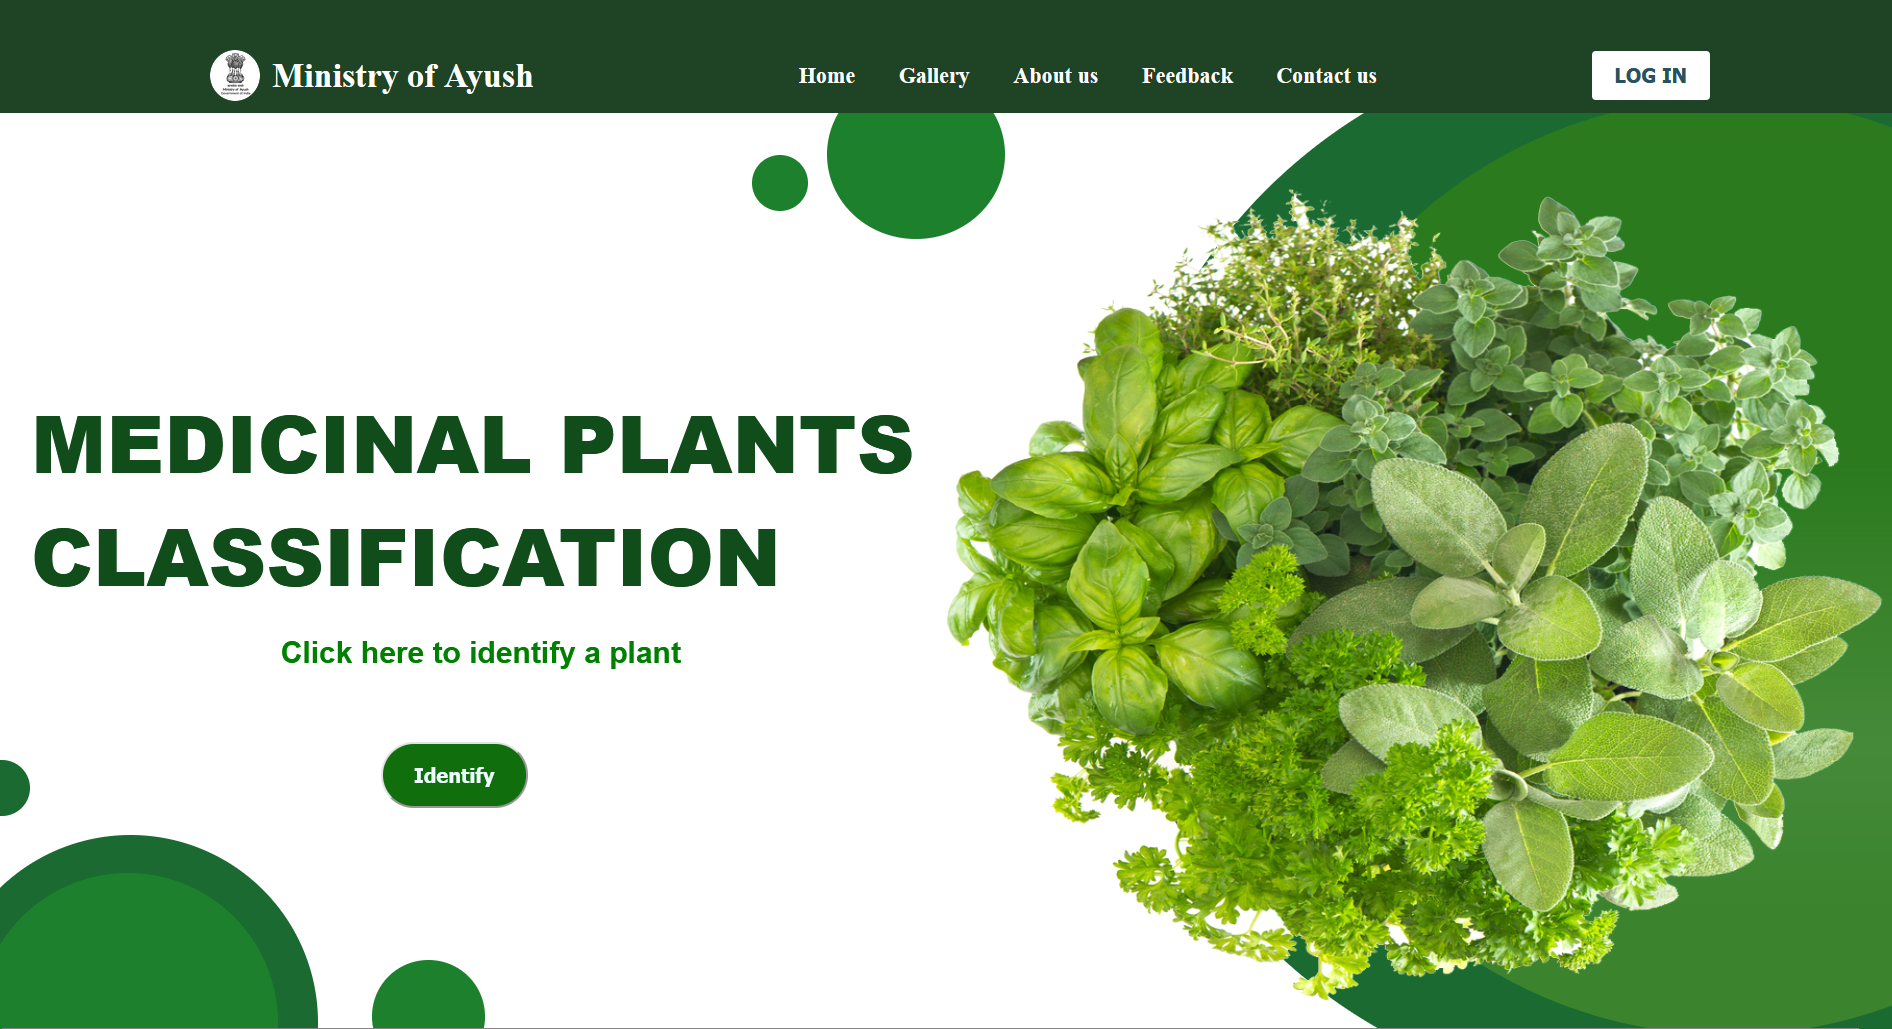 Ministry of Ayush
Home
Gallery
About us
Feedback
Contact us
LOG IN
MEDICINAL PLANTS
CLASSIFICATION
Click here to identify a plant
Identify